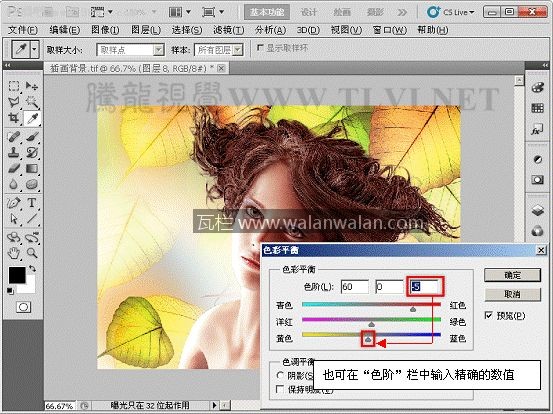 基本功能 设计 绘画 摄影 >> CS Live
文件(F) 编辑(E) 图像(I) 图层(L) 选择(S) 滤镜(T) 分析(A) 3D(D) 视图(V) 窗口(W) 帮助(H)
取样大小: 取样点 样本: 所有图层 显示取样环
插画背景.tif @ 66.7% (图层 8, RGB/8#) * ×
腾龍視學 WWW.TLVI.NET
瓦栏 www.walanwalan.com
色彩平衡
色彩平衡
色阶(L): 60 0 -5
确定
取消
预览(P)
青色 红色
洋红 绿色
黄色 蓝色
色调平衡
阴影(S)
保持明度(V)
也可在“色阶”栏中输入精确的数值
66.67% 曝光只在 32 位起作用